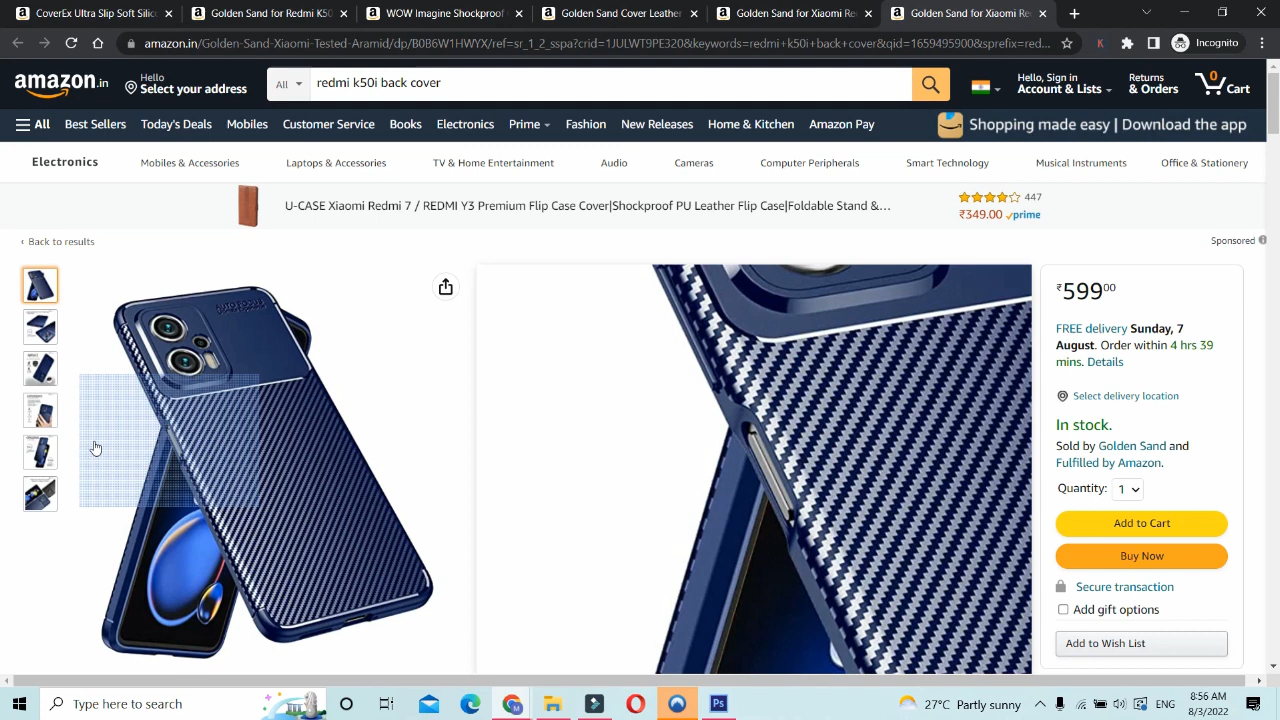 CoverEx Ultra Slip Soft Silic
Golden Sand for Redmi K50
WOW Imagine Shockproof
Golden Sand Cover Leather
Golden Sand for Xiaomi Re
Golden Sand for Xiaomi Re
amazon.in/Golden-Sand-Xiaomi-Tested-Aramid/dp/B0B6W1HWYX/ref=sr_1_2_sspa?crid=1JULWT9PE320&keywords=redmi+k50i+back+cover&qid=1659495900&sprefix=red...
Incognito
amazon.in
Hello
Select your address
All
redmi k50i back cover
Hello, Sign in
Account & Lists
Returns
& Orders
0
Cart
All
Best Sellers
Today's Deals
Mobiles
Customer Service
Books
Electronics
Prime
Fashion
New Releases
Home & Kitchen
Amazon Pay
Shopping made easy | Download the app
Electronics
Mobiles & Accessories
Laptops & Accessories
TV & Home Entertainment
Audio
Cameras
Computer Peripherals
Smart Technology
Musical Instruments
Office & Stationery
U-CASE Xiaomi Redmi 7 / REDMI Y3 Premium Flip Case Cover|Shockproof PU Leather Flip Case|Foldable Stand &...
447
₹349.00 prime
‹ Back to results
Sponsored
₹59900
FREE delivery Sunday, 7
August. Order within 4 hrs 39
mins. Details
Select delivery location
In stock.
Sold by Golden Sand and
Fulfilled by Amazon.
Quantity: 1
Add to Cart
Buy Now
Secure transaction
Add gift options
Add to Wish List
Type here to search
Ps
27°C Partly sunny
ENG
8:56 AM
8/3/2022